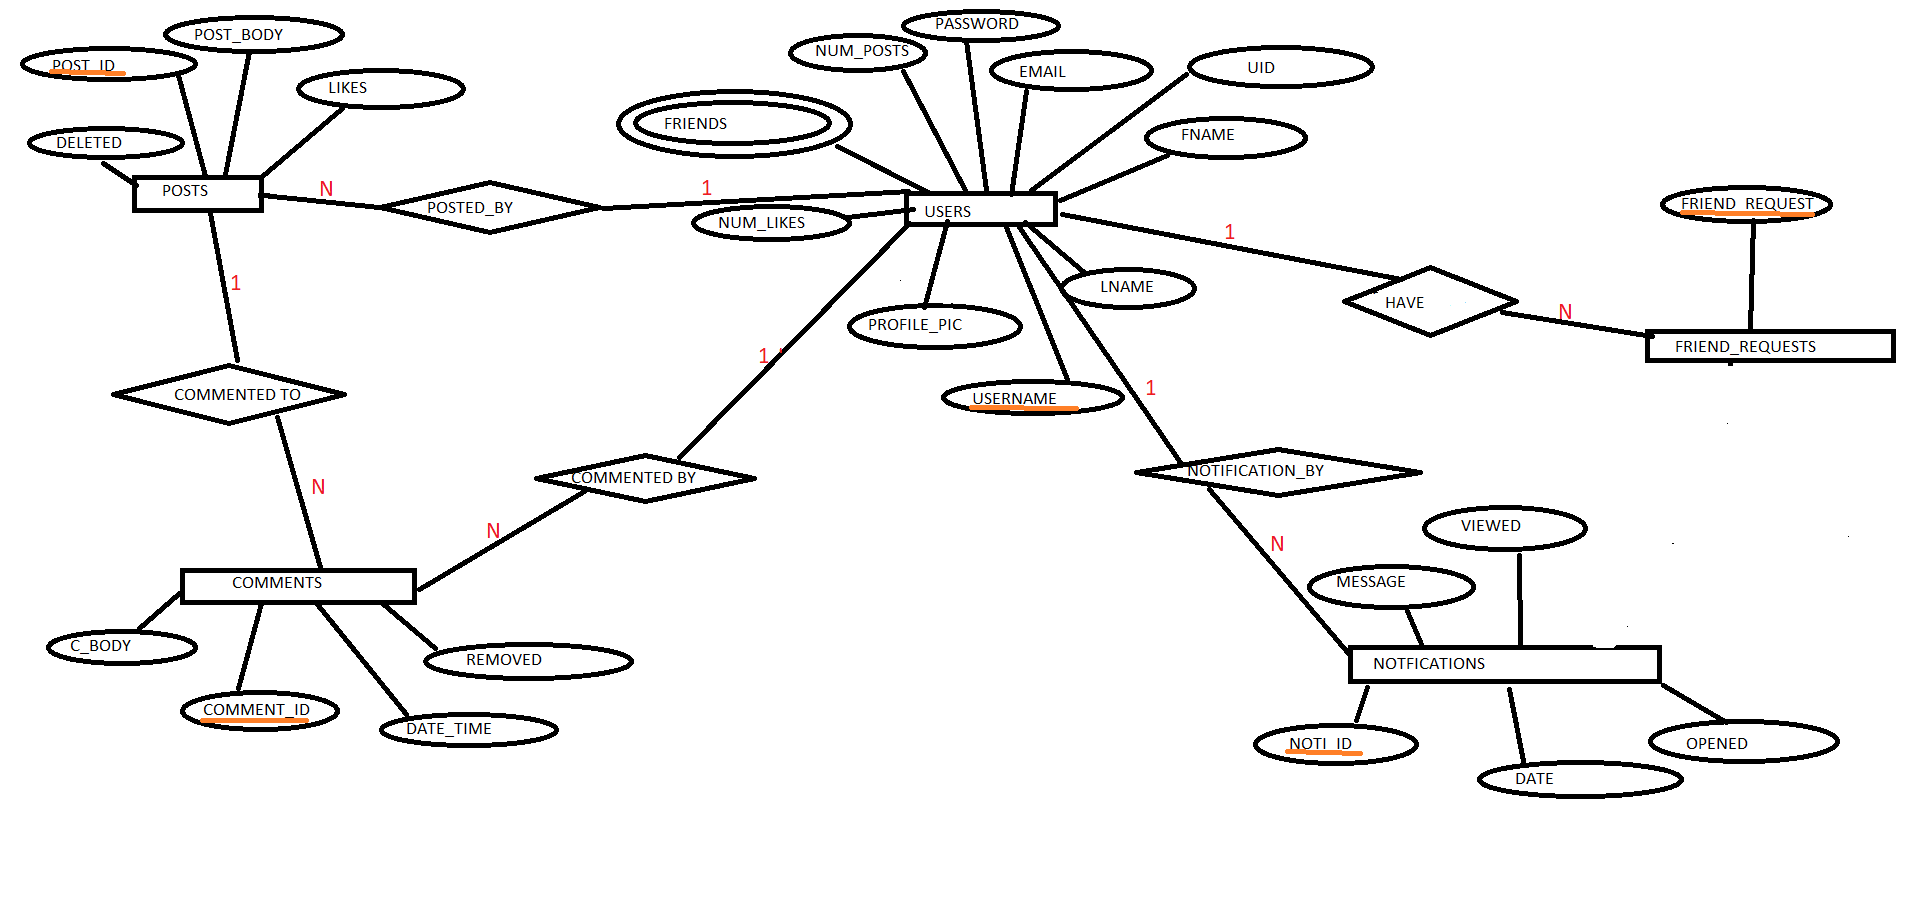 PASSWORD
POST_BODY
NUM_POSTS
POST_ID
EMAIL
UID
LIKES
FRIENDS
FNAME
DELETED
POSTS
N
POSTED_BY
1
USERS
NUM_LIKES
FRIEND_REQUEST
1
1
LNAME
HAVE
N
PROFILE_PIC
FRIEND_REQUESTS
1
COMMENTED TO
USERNAME
1
N
COMMENTED BY
NOTIFICATION_BY
N
VIEWED
N
COMMENTS
MESSAGE
C_BODY
REMOVED
NOTFICATIONS
COMMENT_ID
DATE_TIME
NOTI_ID
OPENED
DATE